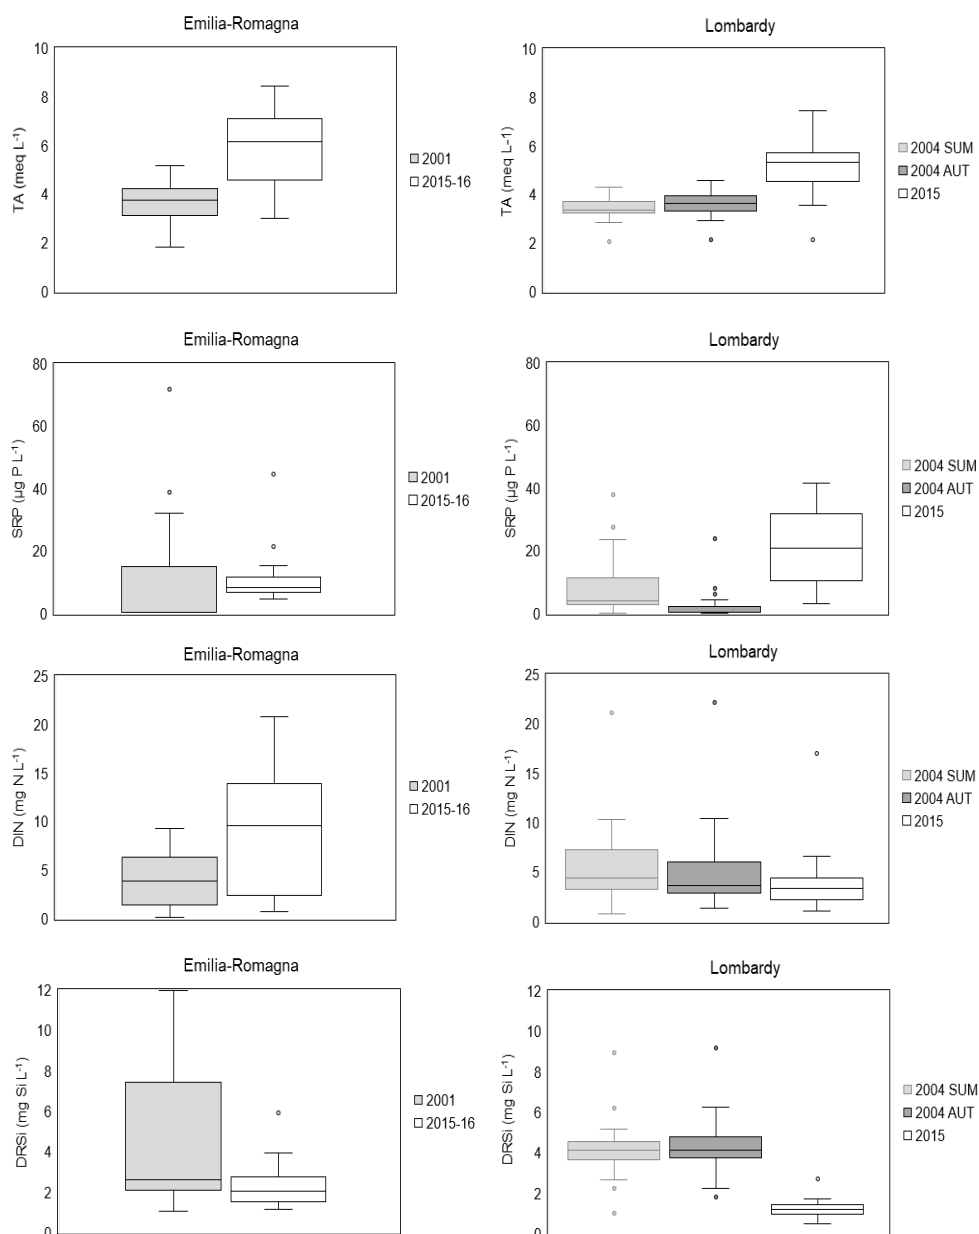 Emilia-Romagna
10
8
6
4
2
0
TA (meq L-1)
2001
2015-16
Lombardy
10
8
6
4
2
0
TA (meq L-1)
2004 SUM
2004 AUT
2015
Emilia-Romagna
80
60
40
20
0
SRP (µg P L-1)
2001
2015-16
Lombardy
80
60
40
20
0
SRP (µg P L-1)
2004 SUM
2004 AUT
2015
Emilia-Romagna
25
20
15
10
5
0
DIN (mg N L-1)
2001
2015-16
Lombardy
25
20
15
10
5
0
DIN (mg N L-1)
2004 SUM
2004 AUT
2015
Emilia-Romagna
12
10
8
6
4
2
0
DRSi (mg Si L-1)
2001
2015-16
Lombardy
12
10
8
6
4
2
0
DRSi (mg Si L-1)
2004 SUM
2004 AUT
2015